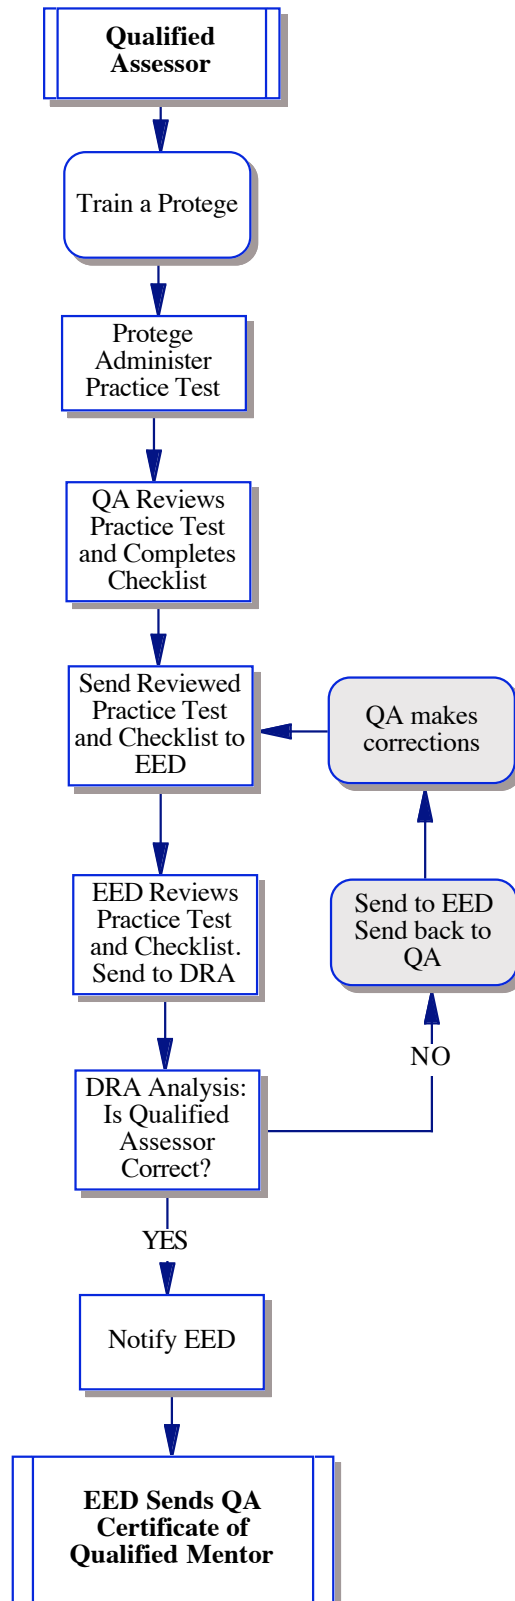 Qualified
Assessor
Train a Protege
Protege
Administer
Practice Test
QA Reviews
Practice Test
and Completes
Checklist
Send Reviewed
Practice Test
and Checklist to
EED
QA makes
corrections
EED Reviews
Practice Test
and Checklist.
Send to DRA
Send to EED
Send back to
QA
NO
DRA Analysis:
Is Qualified
Assessor
Correct?
YES
Notify EED
EED Sends QA
Certificate of
Qualified Mentor